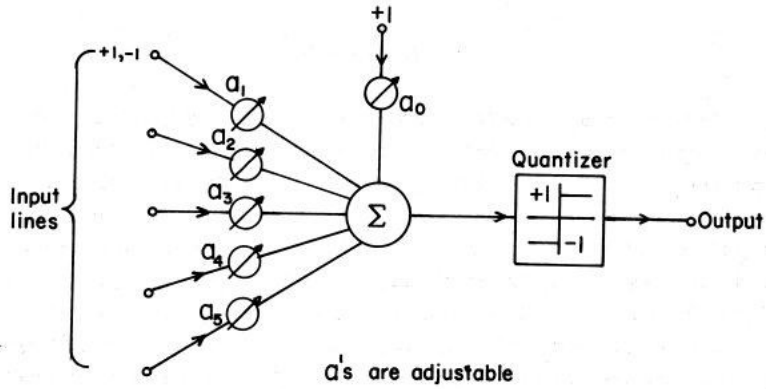 +1
+1,-1
a1
a0
a2
Quantizer
a3
+1
Input
lines
Σ
-1
Output
a4
a5
a's are adjustable